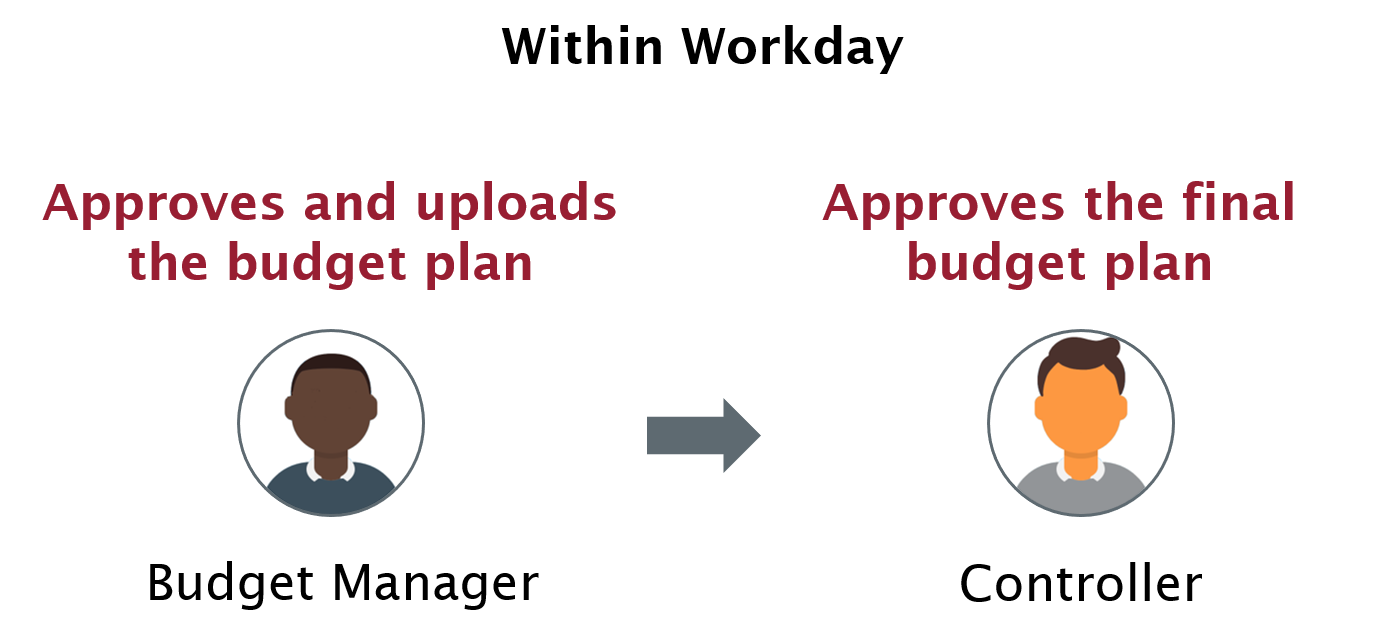 Within Workday
Approves and uploads
the budget plan
Approves the final
budget plan
Budget Manager
Controller